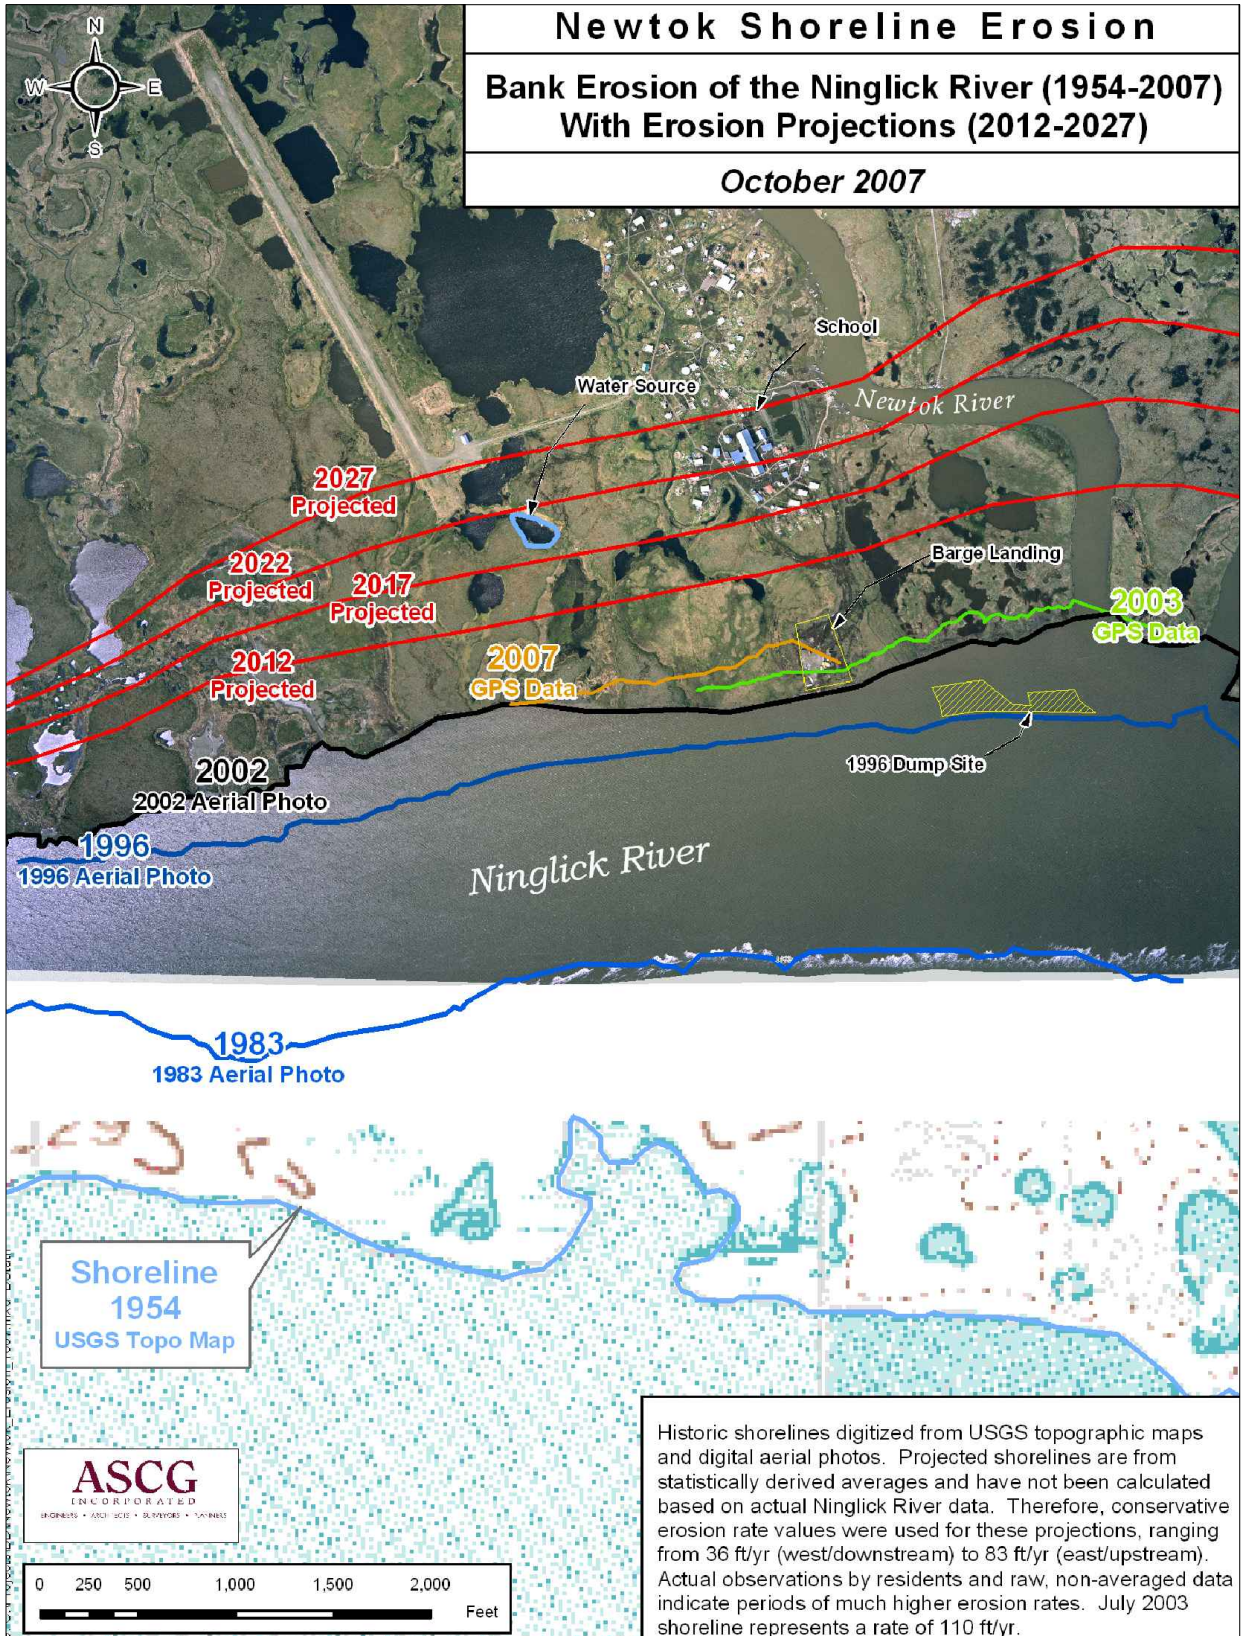 Newtok Shoreline Erosion
Bank Erosion of the Ninglick River (1954-2007)
With Erosion Projections (2012-2027)
October 2007
N
W
E
S
School
Water Source
Newtok River
2027
Projected
2022
Projected
2017
Projected
2012
Projected
Barge Landing
2003
GPS Data
2007
GPS Data
2002
2002 Aerial Photo
1996 Dump Site
1996
1996 Aerial Photo
Ninglick River
1983
1983 Aerial Photo
Shoreline
1954
USGS Topo Map
ASCG
INCORPORATED
ENGINEERS • ARCHITECTS • SURVEYORS • PLANNERS
0 250 500 1,000 1,500 2,000
Feet
Historic shorelines digitized from USGS topographic maps
and digital aerial photos. Projected shorelines are from
statistically derived averages and have not been calculated
based on actual Ninglick River data. Therefore, conservative
erosion rate values were used for these projections, ranging
from 36 ft/yr (west/downstream) to 83 ft/yr (east/upstream).
Actual observations by residents and raw, non-averaged data
indicate periods of much higher erosion rates. July 2003
shoreline represents a rate of 110 ft/yr.